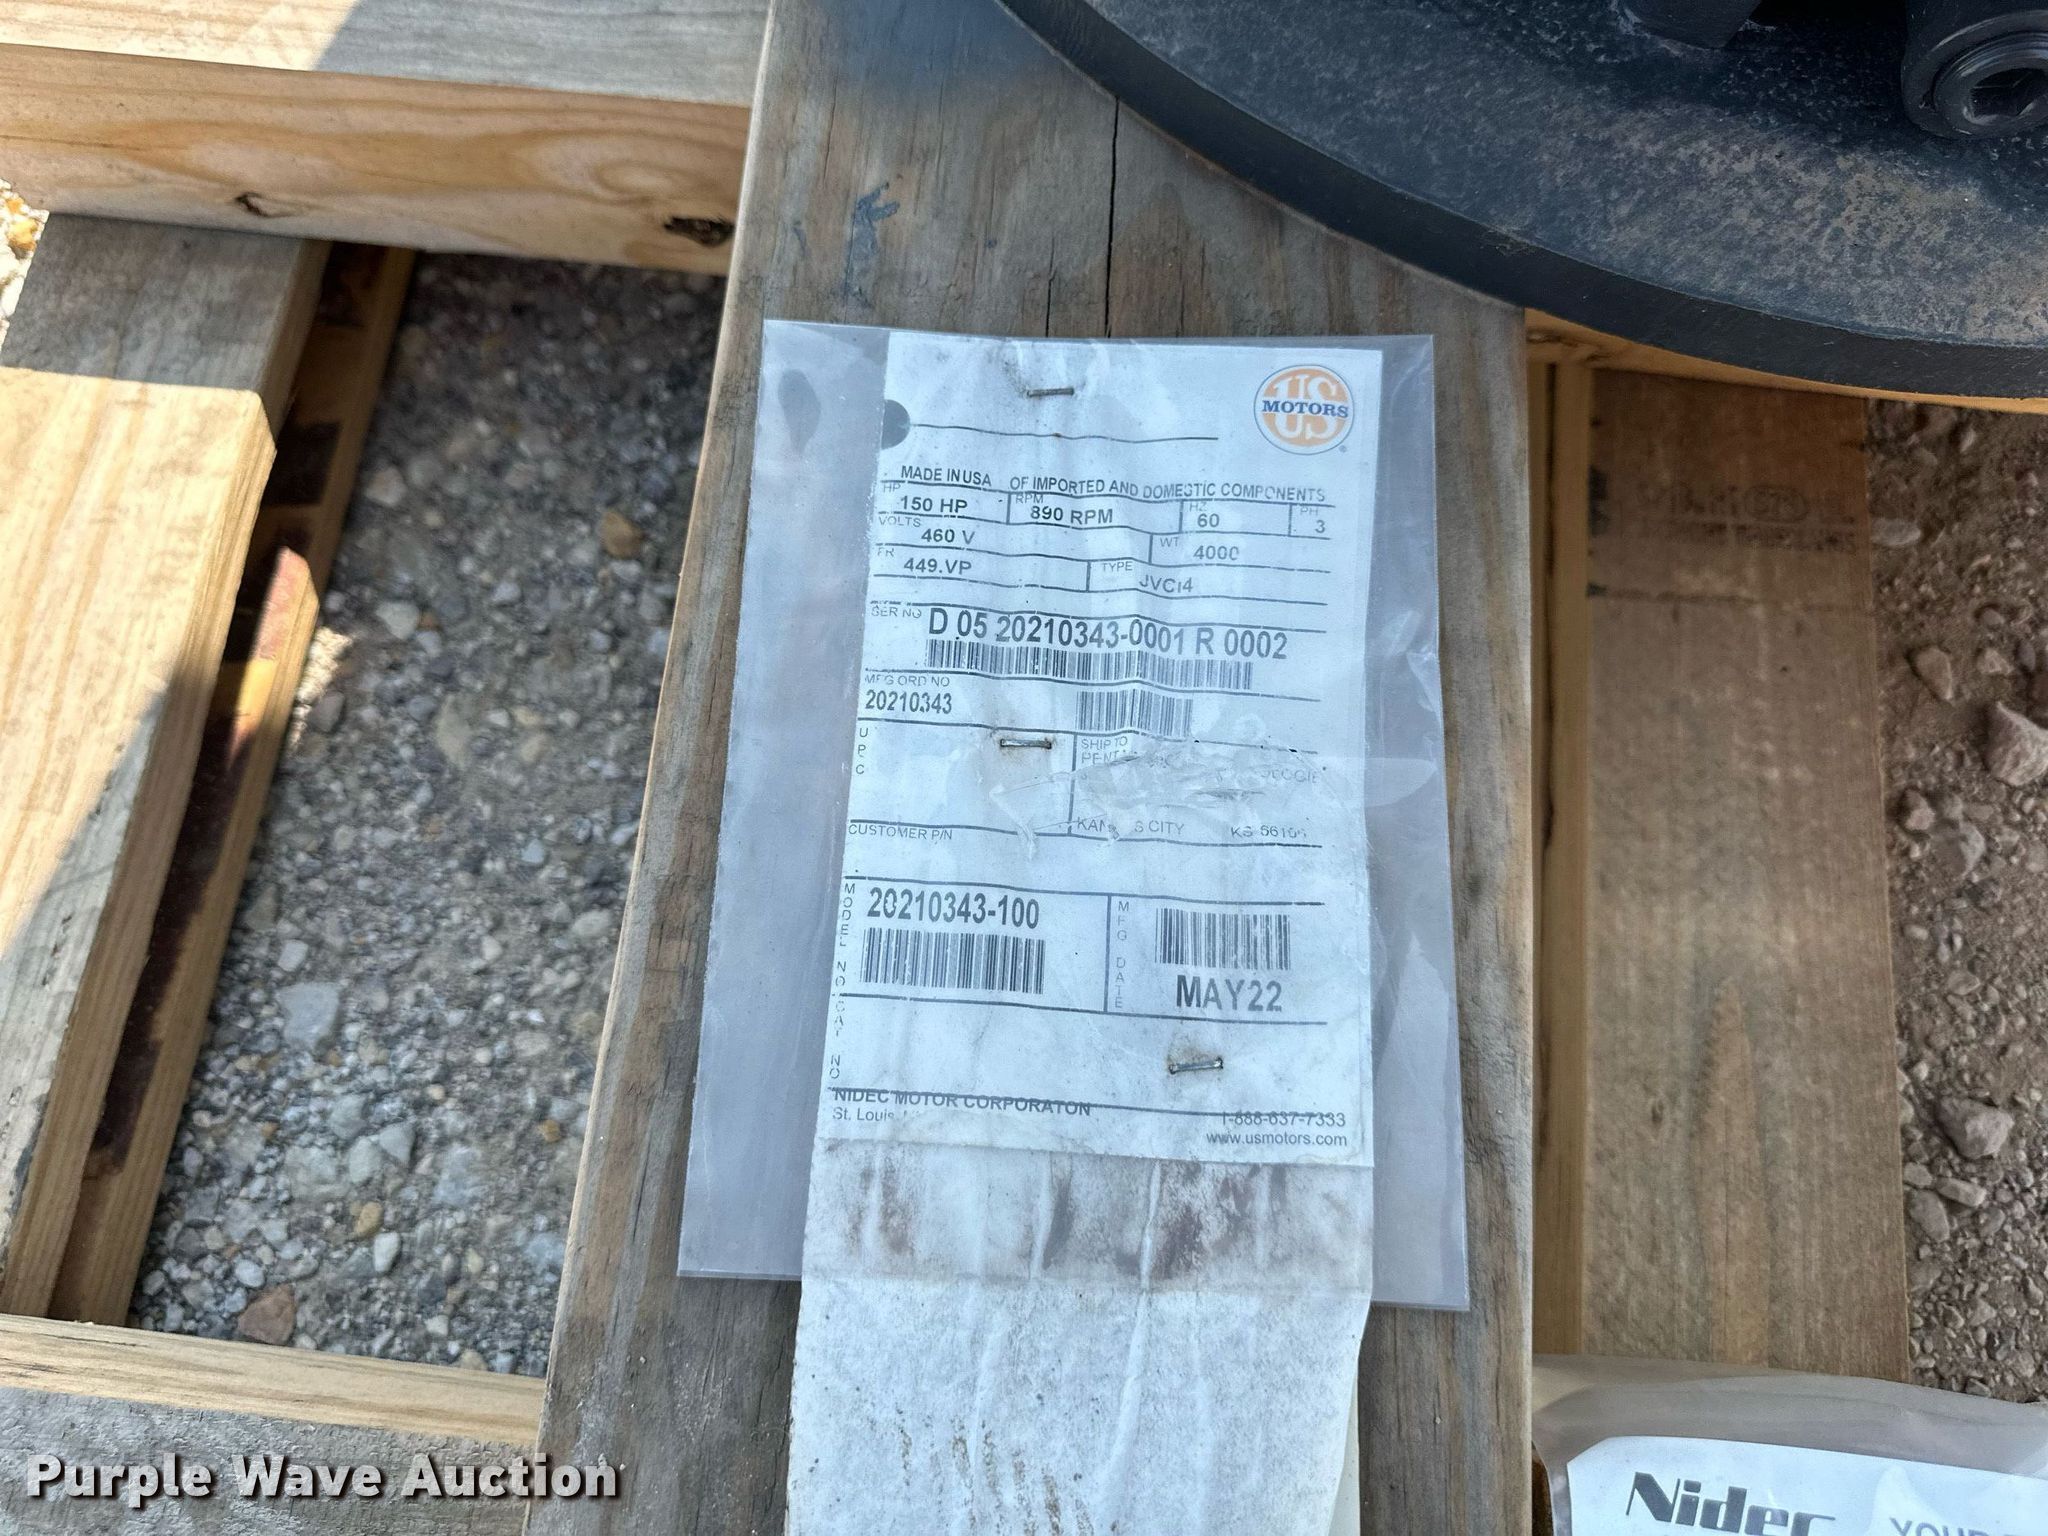 US
MOTORS
MADE IN USA OF IMPORTED AND DOMESTIC COMPONENTS
HP 150 HP RPM 890 RPM HZ 60 PH 3
VOLTS 460 V WT 4000
FR 449.VP TYPE JVCI4
SER NO D 05 20210343-0001 R 0002
MFG ORD NO
20210343
UPC
SHIP TO
CUSTOMER P/N
CITY KS
MODEL NO/CAT NO
20210343-100
MFG DATE
MAY22
NIDEC MOTOR CORPORATON
St. Louis,
1-888-637-7333
www.usmotors.com
Nidec
Purple Wave Auction